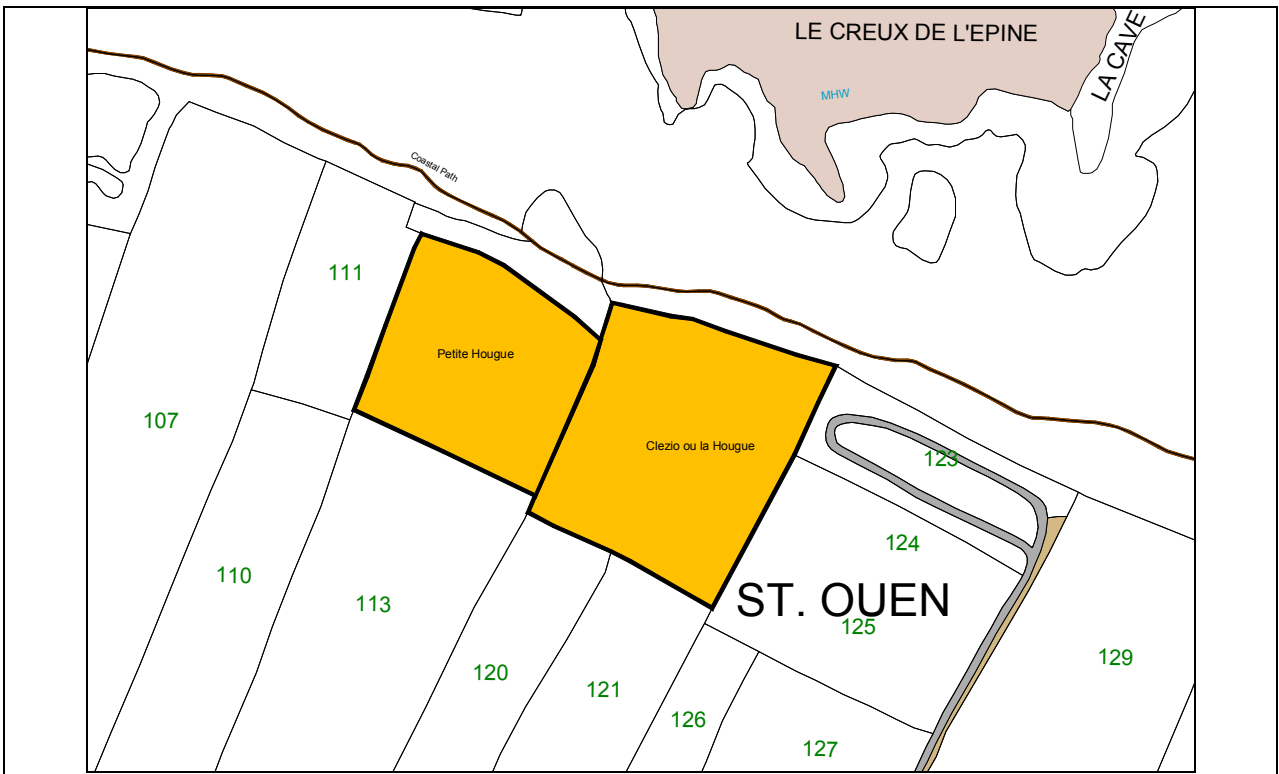 LE CREUX DE L'EPINE
LA CAVE
MHW
Coastal Path
111
Petite Hougue
107
Clezio ou la Hougue
123
124
110
113
ST. OUEN
125
129
120
121
126
127